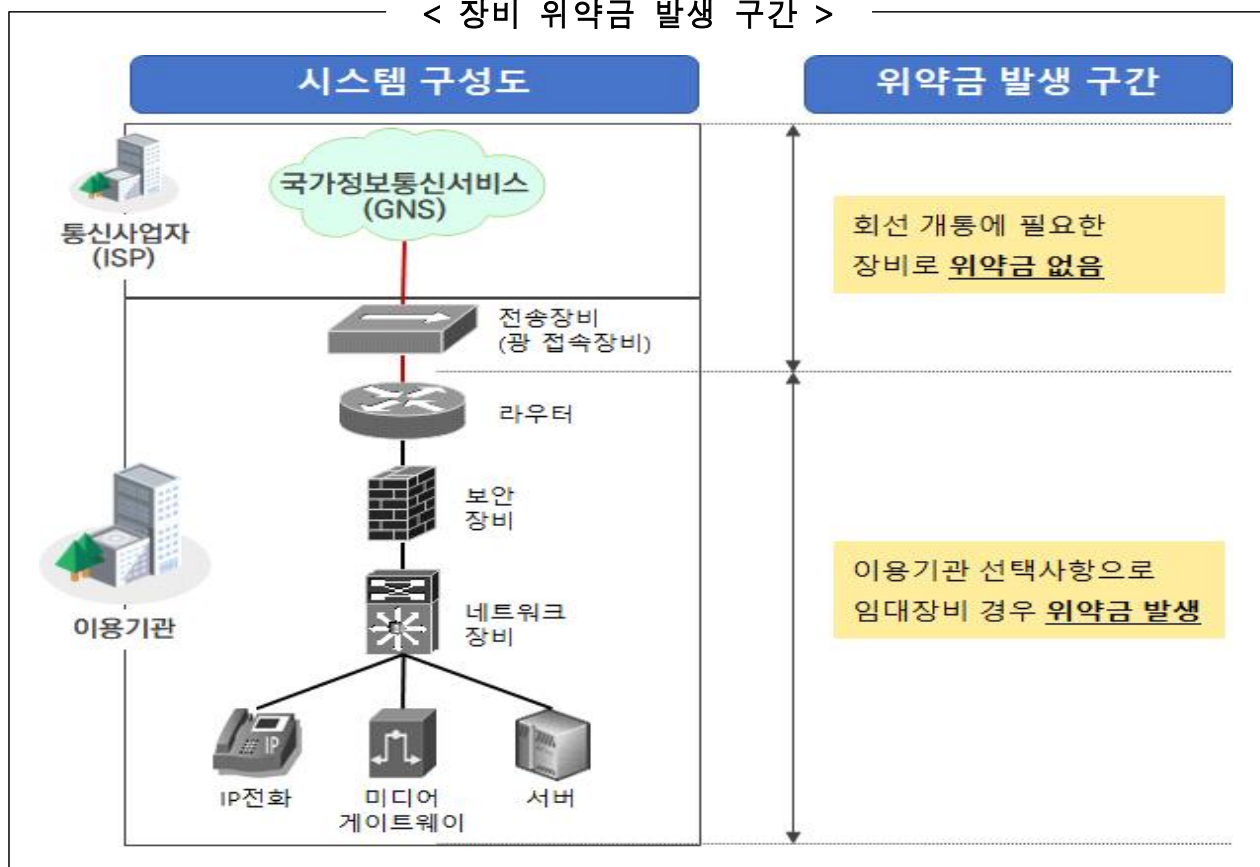 < 장비 위약금 발생 구간 >
시스템 구성도
위약금 발생 구간
통신사업자
(ISP)
국가정보통신서비스
(GNS)
회선 개통에 필요한
장비로 위약금 없음
전송장비
(광 접속장비)
라우터
보안
장비
네트워크
장비
이용기관
이용기관 선택사항으로
임대장비 경우 위약금 발생
IP
IP전화
미디어
게이트웨이
서버